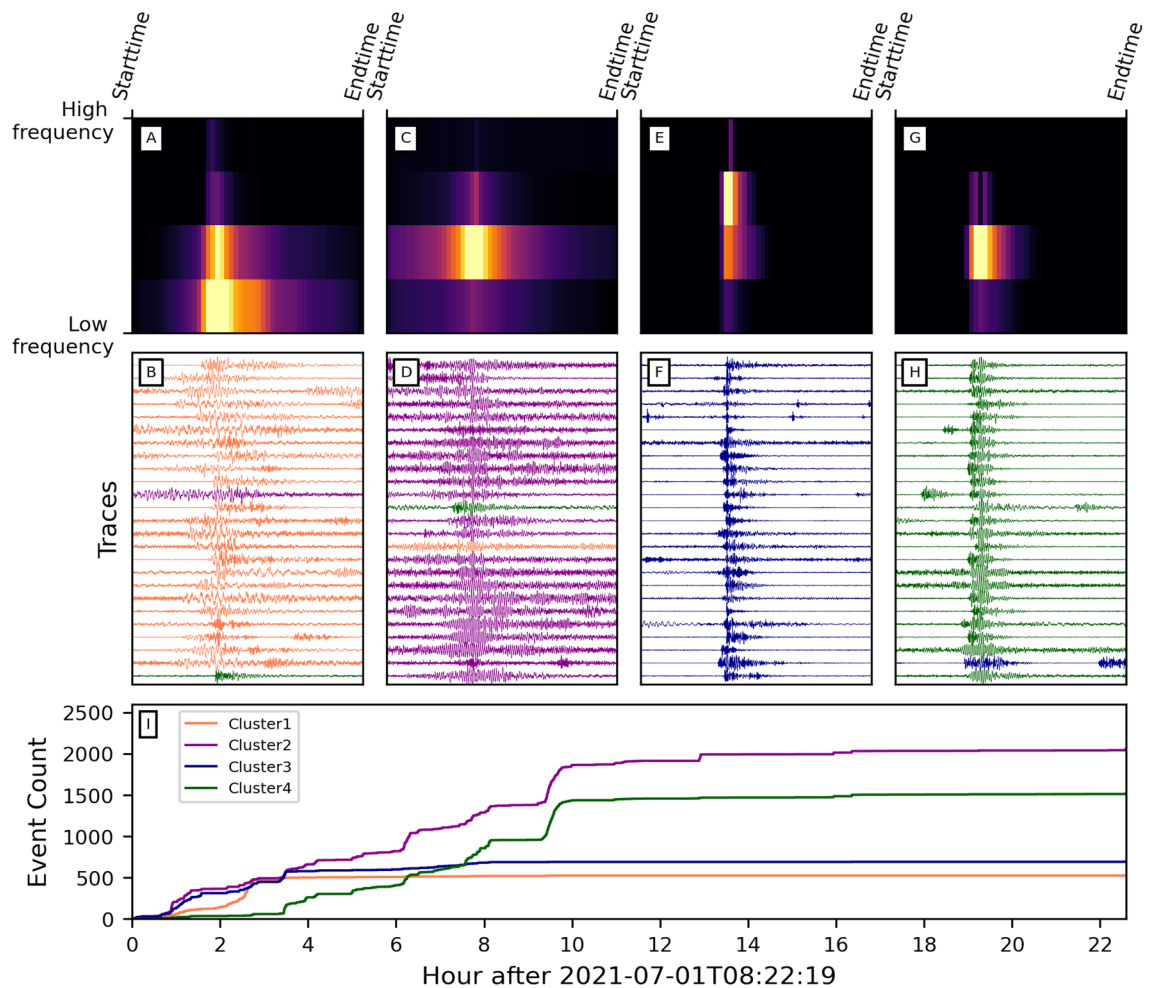 Starttime
Endtime
Starttime
Endtime
Starttime
Endtime
Starttime
Endtime
High
frequency
A
C
E
G
Low
frequency
B
D
F
H
Traces
I
Cluster1
Cluster2
Cluster3
Cluster4
2500
2000
1500
1000
500
0
Event Count
0 2 4 6 8 10 12 14 16 18 20 22
Hour after 2021-07-01T08:22:19